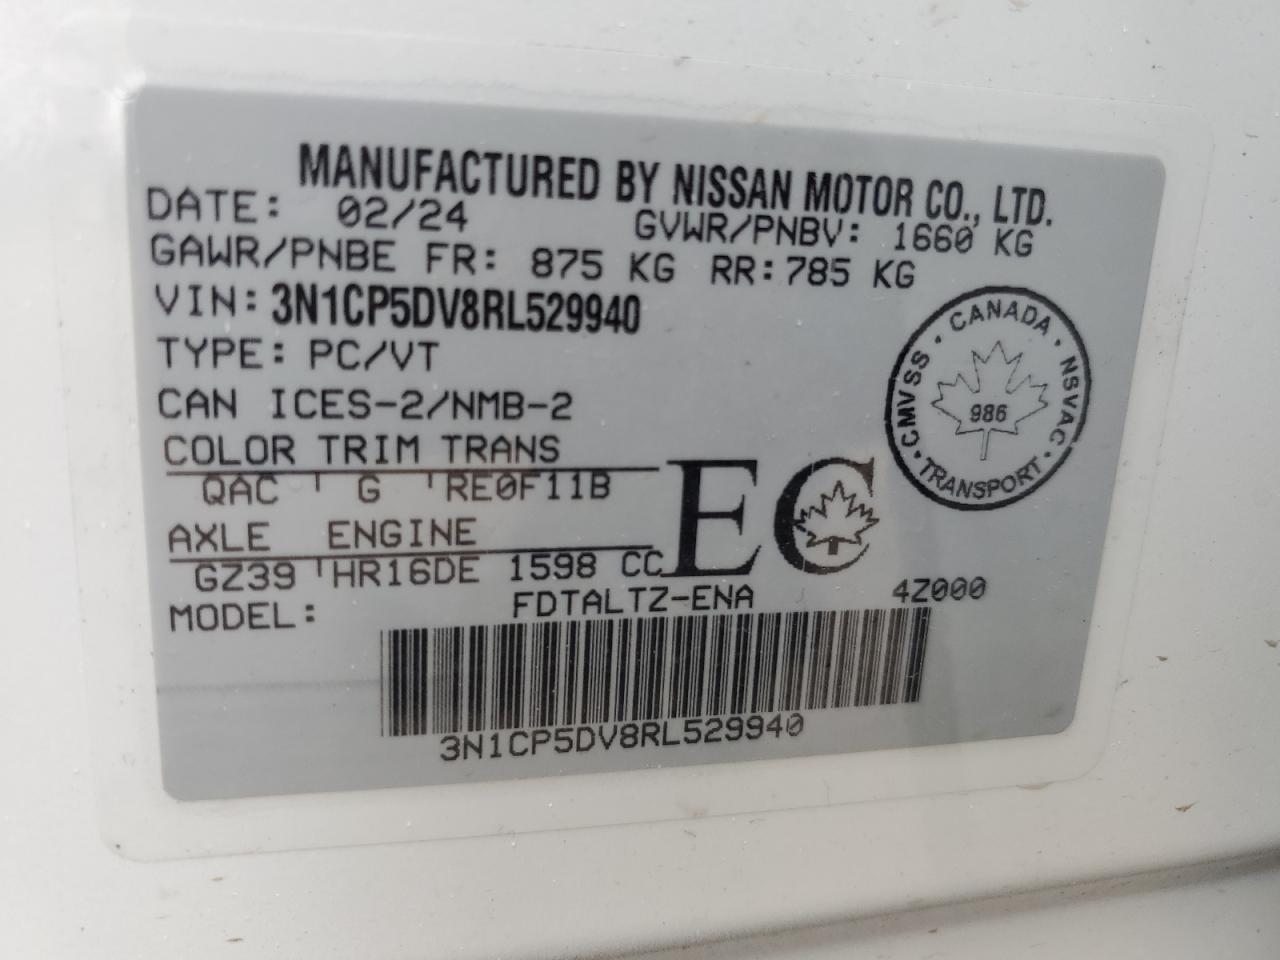 MANUFACTURED BY NISSAN MOTOR CO., LTD.
DATE: 02/24 GVWR/PNBV: 1660 KG
GAWR/PNBE FR: 875 KG RR: 785 KG
VIN: 3N1CP5DV8RL529940
TYPE: PC/VT
CAN ICES-2/NMB-2
COLOR TRIM TRANS
QAC G RE0F11B
AXLE ENGINE
GZ39 HR16DE 1598 CC
MODEL: FDTALTZ-ENA 4Z000
3N1CP5DV8RL529940
EC
CANADA · NSVAC · TRANSPORT · CMVSS ·
986